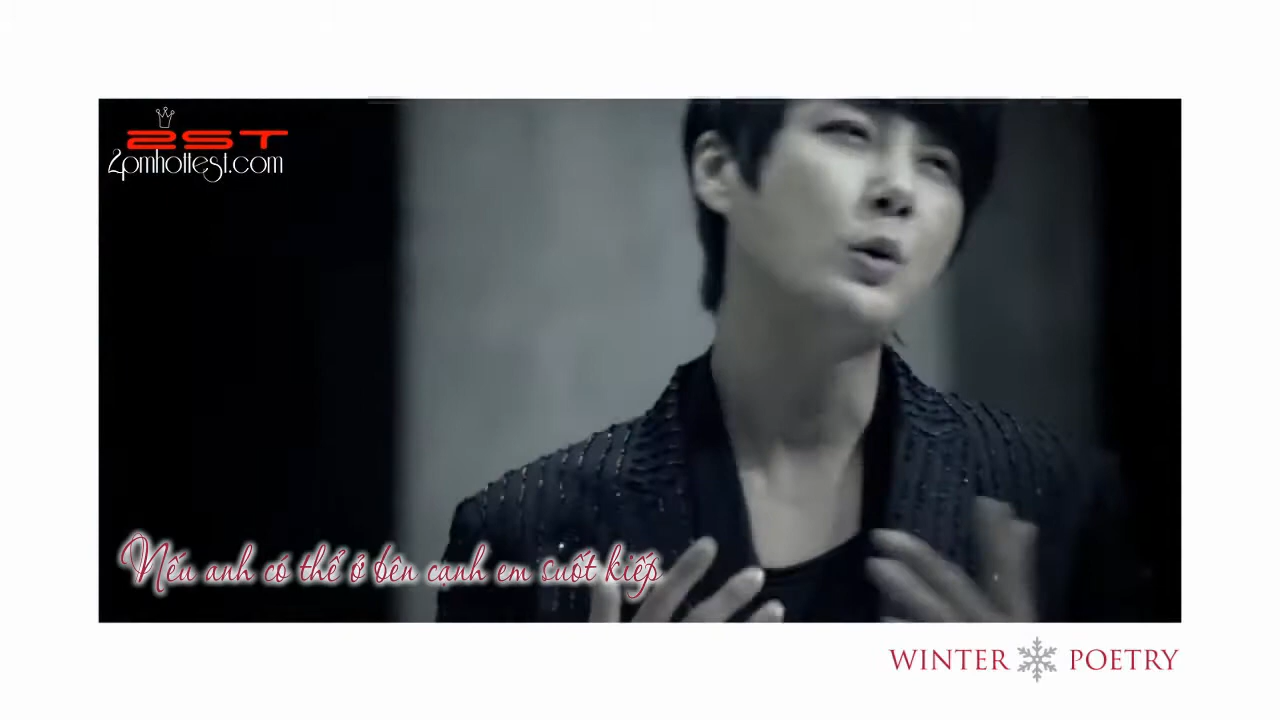 2ST
2pmhottest.com
Nếu anh có thể ở bên cạnh em suốt kiếp
WINTER POETRY